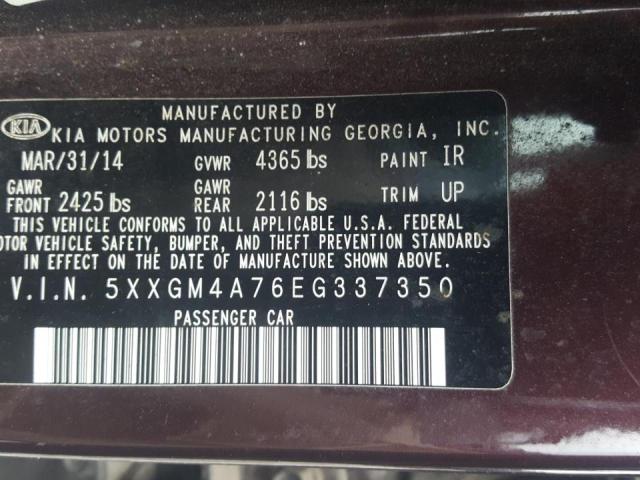 MANUFACTURED BY
KIA KIA MOTORS MANUFACTURING GEORGIA, INC.
MAR/31/14 GVWR 4365 lbs PAINT IR
GAWR FRONT 2425 lbs GAWR REAR 2116 lbs TRIM UP
THIS VEHICLE CONFORMS TO ALL APPLICABLE U.S.A. FEDERAL
MOTOR VEHICLE SAFETY, BUMPER, AND THEFT PREVENTION STANDARDS
IN EFFECT ON THE DATE OF MANUFACTURE SHOWN ABOVE.
V.I.N. 5XXGM4A76EG337350
PASSENGER CAR